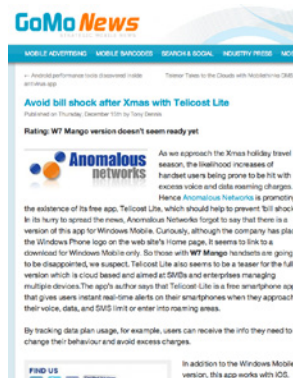 GoMo News
MOBILE ADVERTISING MOBILE BARCODES SEARCH & SOCIAL INDUSTRY PRESS
← Android performance tools discovered inside
antivirus app
Twixter Takes to the Clouds with
Avoid bill shock after Xmas with Telicost Lite
Published on Thursday, December 15th by Tony Dennis
Rating: W7 Mango version doesn't seem ready yet
Anomalous
networks
As we approach the Xmas holiday travel
season, the likelihood increases of
handset users being prone to be hit with
excess voice and data roaming charges.
Hence Anomalous Networks is promoting
the existence of its free app, Telicost Lite, which should help to prevent 'bill shock
In its hurry to spread the news, Anomalous Networks forgot to say that there is a
version of this app for Windows Mobile. Curiously, although the company has plac
the Windows Phone logo on the web site's Home page, it seems to link to a
download for Windows Mobile only. So those with W7 Mango handsets are going
to be disappointed, we suspect. Telicost Lite also seems to be a teaser for the full
version which is cloud based and aimed at SMBs and enterprises managing
multiple devices.The app's author says that Telicost-Lite is a free smartphone app
that gives users instant real-time alerts on their smartphones when they approach
their voice, data, and SMS limit or enter into roaming areas.
By tracking data plan usage, for example, users can receive the info they need to
change their behaviour and avoid excess charges.
FIND US
In addition to the Windows Mobile
version, this app works with iOS,